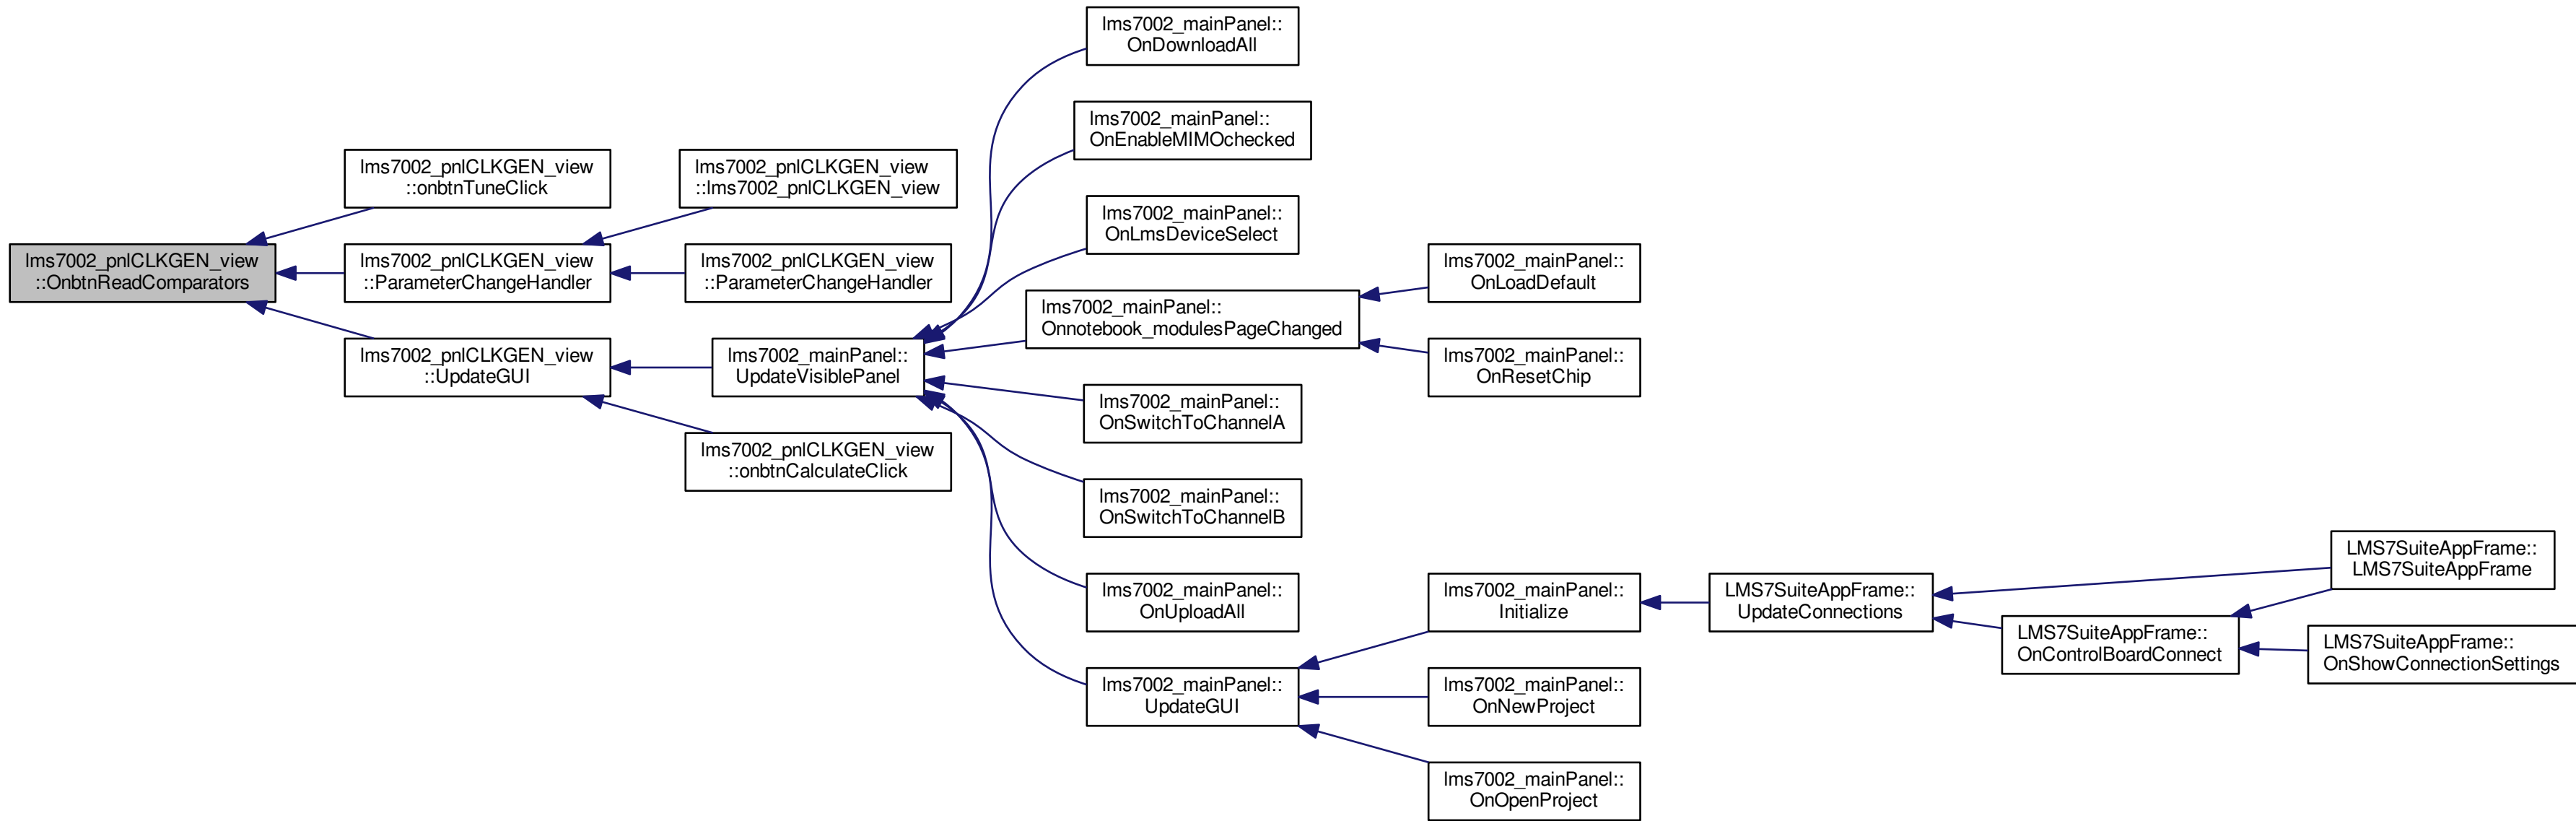 lms7002_pnlCLKGEN_view
::OnbtnReadComparators
lms7002_pnlCLKGEN_view
::onbtnTuneClick
lms7002_pnlCLKGEN_view
::ParameterChangeHandler
lms7002_pnlCLKGEN_view
::UpdateGUI
lms7002_pnlCLKGEN_view
::lms7002_pnlCLKGEN_view
lms7002_pnlCLKGEN_view
::ParameterChangeHandler
lms7002_mainPanel::
UpdateVisiblePanel
lms7002_pnlCLKGEN_view
::onbtnCalculateClick
lms7002_mainPanel::
OnDownloadAll
lms7002_mainPanel::
OnEnableMIMOchecked
lms7002_mainPanel::
OnLmsDeviceSelect
lms7002_mainPanel::
Onnotebook_modulesPageChanged
lms7002_mainPanel::
OnSwitchToChannelA
lms7002_mainPanel::
OnSwitchToChannelB
lms7002_mainPanel::
OnUploadAll
lms7002_mainPanel::
UpdateGUI
lms7002_mainPanel::
OnLoadDefault
lms7002_mainPanel::
OnResetChip
lms7002_mainPanel::
Initialize
lms7002_mainPanel::
OnNewProject
lms7002_mainPanel::
OnOpenProject
LMS7SuiteAppFrame::
UpdateConnections
LMS7SuiteAppFrame::
OnControlBoardConnect
LMS7SuiteAppFrame::
LMS7SuiteAppFrame
LMS7SuiteAppFrame::
OnShowConnectionSettings